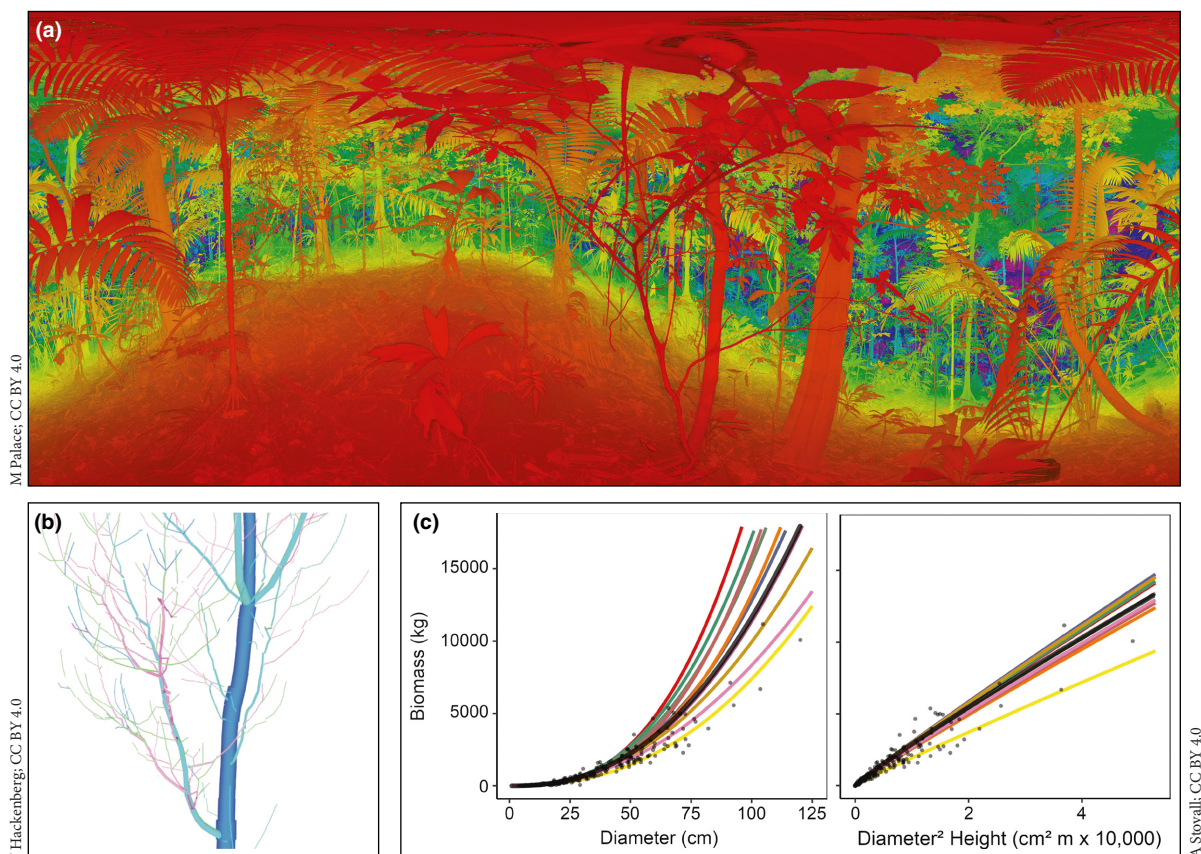 (a)
M Palace; CC BY 4.0
(b)
Hackenberg; CC BY 4.0
(c)
Biomass (kg)
15000
10000
5000
0
0 25 50 75 100 125
Diameter (cm)
0 2 4
Diameter² Height (cm² m x 10,000)
A Stovall; CC BY 4.0